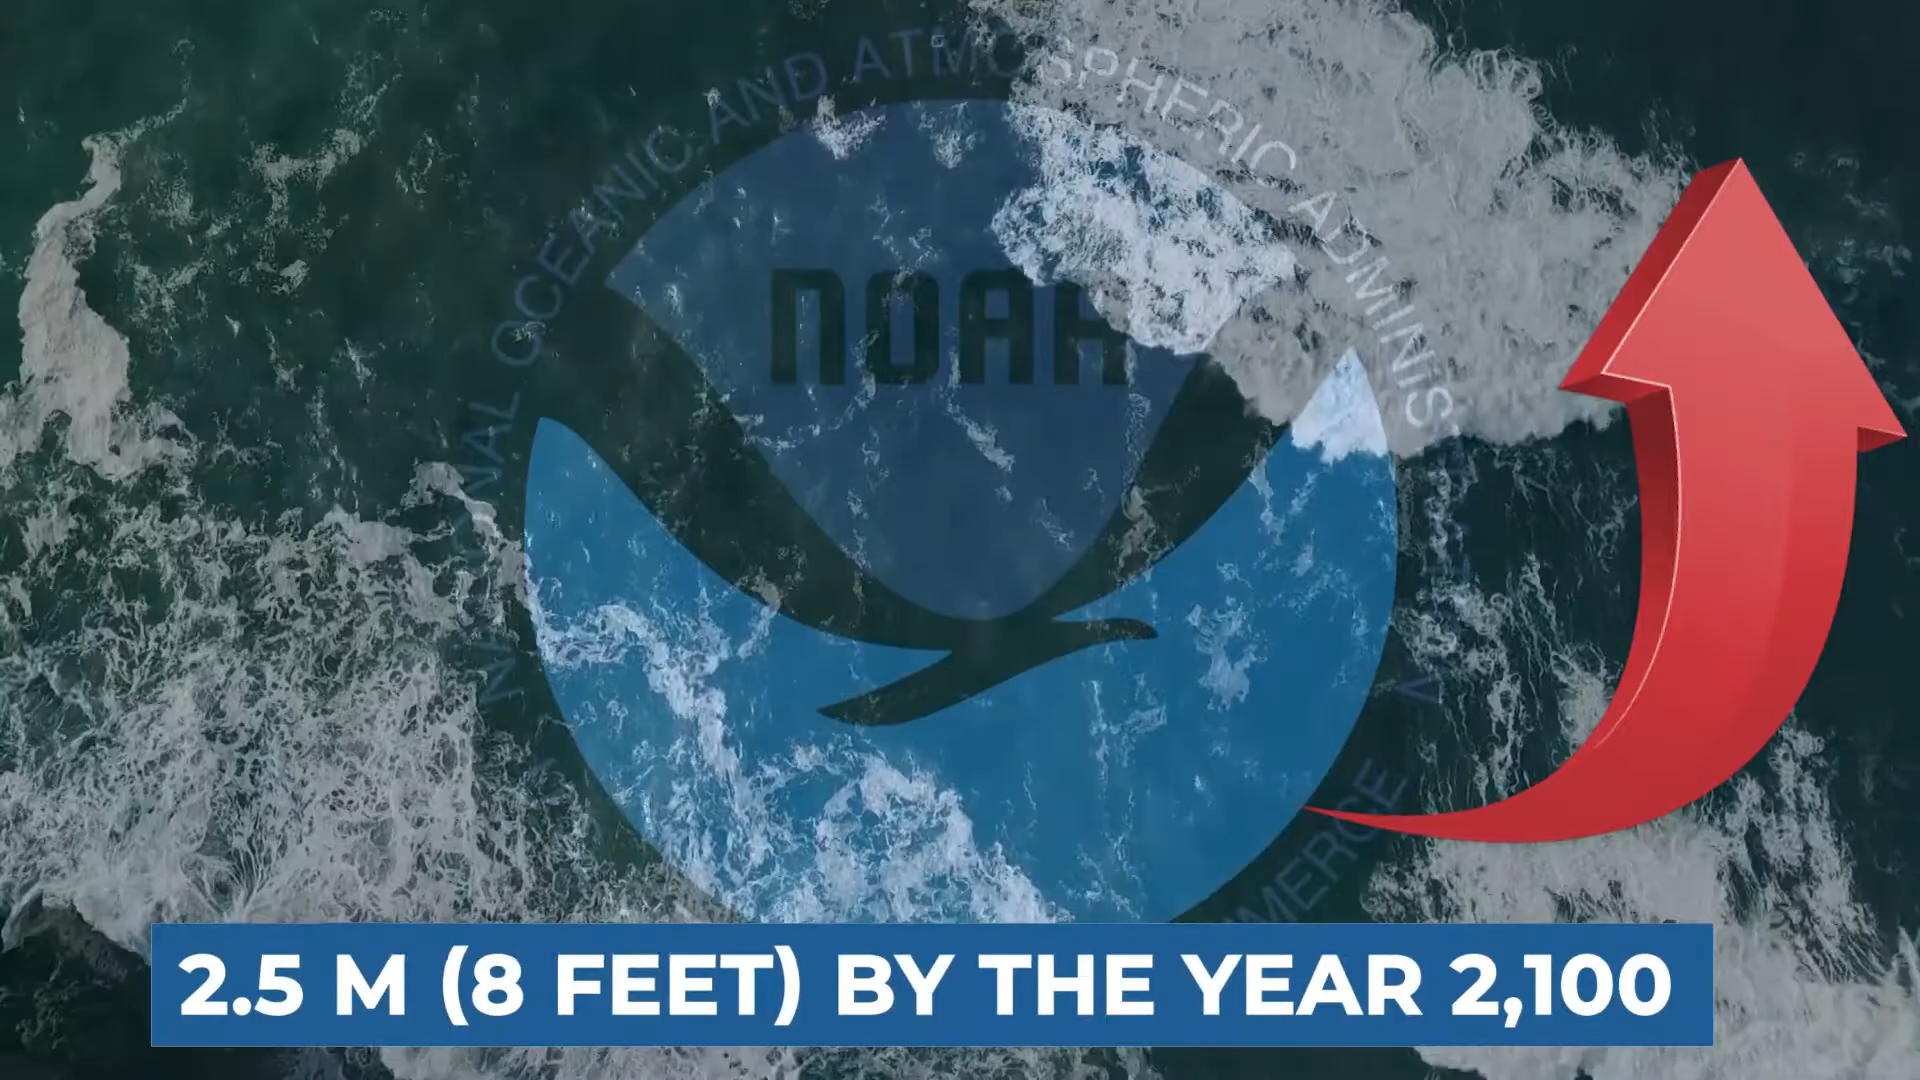 NATIONAL OCEANIC AND ATMOSPHERIC ADMINIS
NOAA
MERCE
2.5 M (8 FEET) BY THE YEAR 2,100